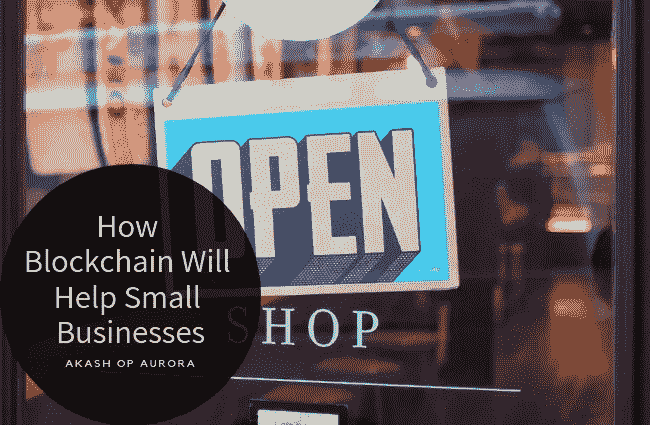 OPEN
SHOP
How
Blockchain Will
Help Small
Businesses
AKASH OP AURORA